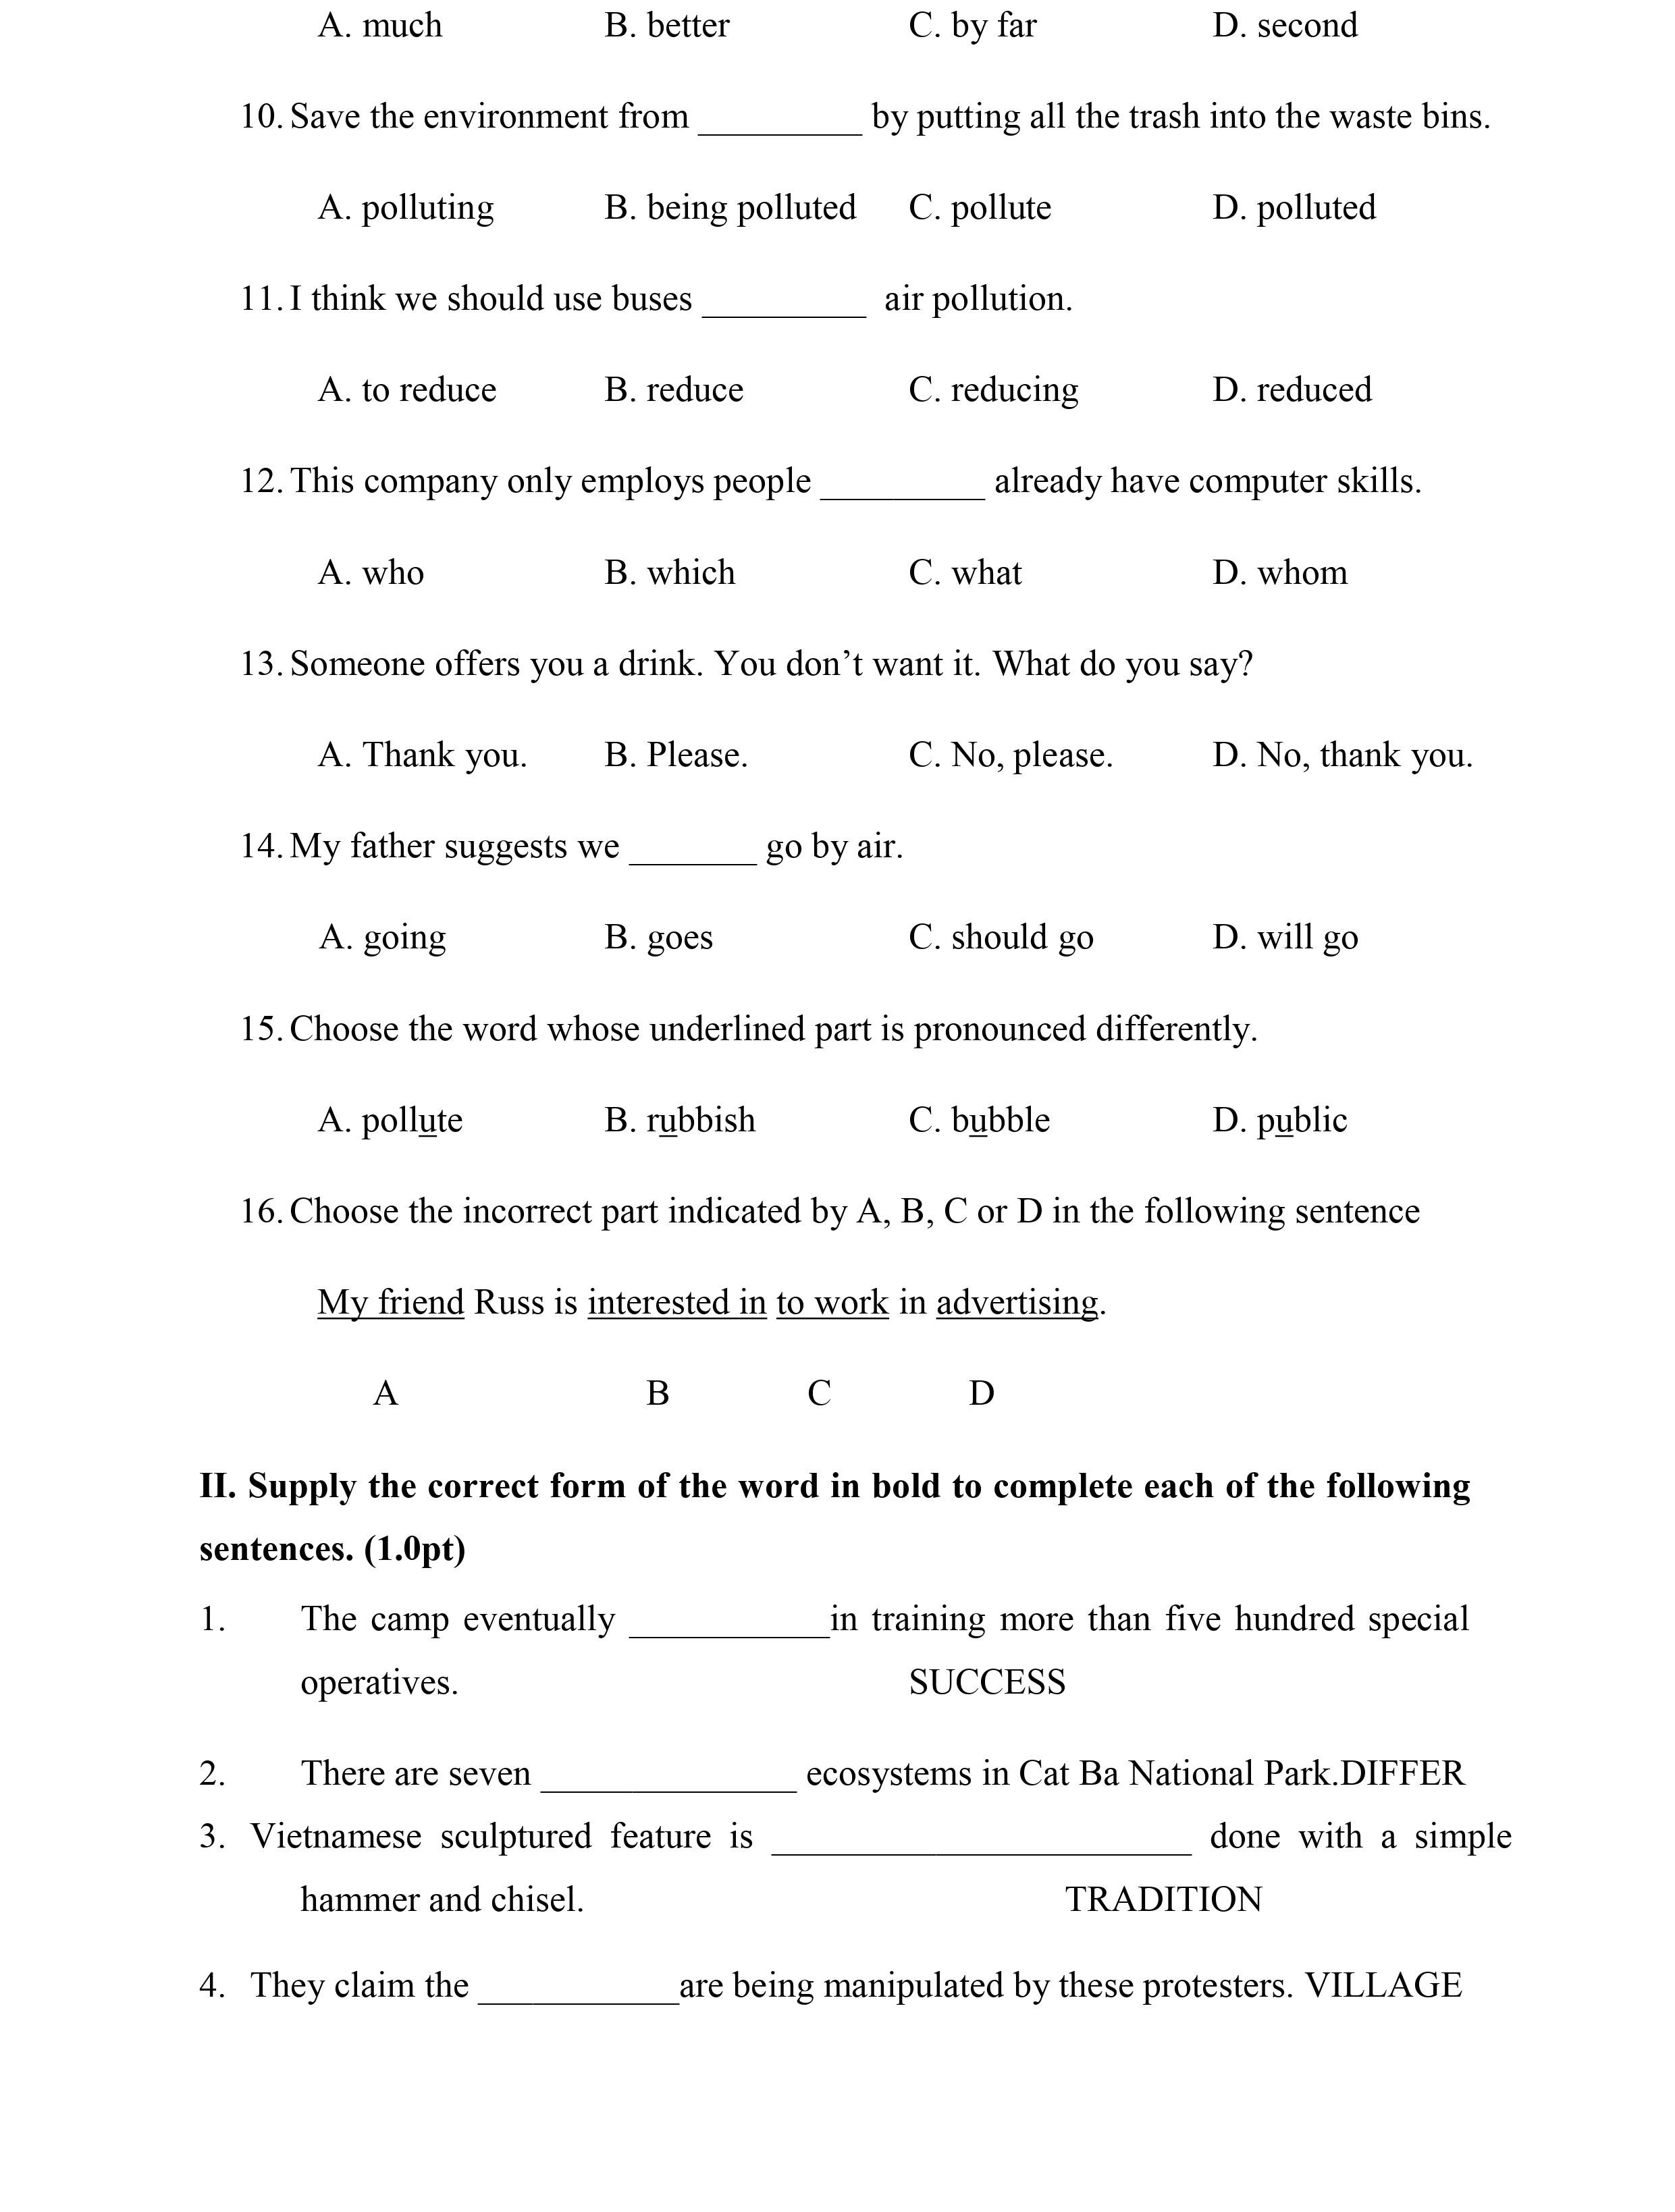 A. much B. better C. by far D. second
10. Save the environment from _________ by putting all the trash into the waste bins.
A. polluting B. being polluted C. pollute D. polluted
11. I think we should use buses _________ air pollution.
A. to reduce B. reduce C. reducing D. reduced
12. This company only employs people _________ already have computer skills.
A. who B. which C. what D. whom
13. Someone offers you a drink. You don’t want it. What do you say?
A. Thank you. B. Please. C. No, please. D. No, thank you.
14. My father suggests we _______ go by air.
A. going B. goes C. should go D. will go
15. Choose the word whose underlined part is pronounced differently.
A. pollute B. rubbish C. bubble D. public
16. Choose the incorrect part indicated by A, B, C or D in the following sentence
My friend Russ is interested in to work in advertising.
A B C D
II. Supply the correct form of the word in bold to complete each of the following
sentences. (1.0pt)
1. The camp eventually ___________in training more than five hundred special
operatives. SUCCESS
2. There are seven ______________ ecosystems in Cat Ba National Park.DIFFER
3. Vietnamese sculptured feature is _______________________ done with a simple
hammer and chisel. TRADITION
4. They claim the ___________are being manipulated by these protesters. VILLAGE